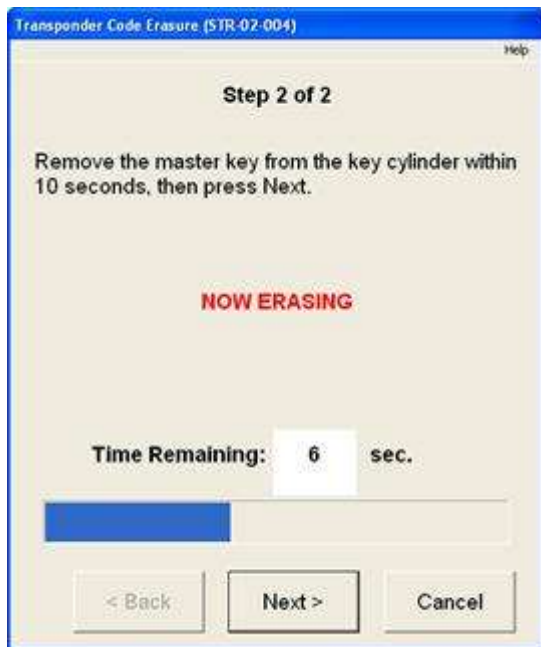 Transponder Code Erasure (STR-02-004)
Help
Step 2 of 2
Remove the master key from the key cylinder within
10 seconds, then press Next.
NOW ERASING
Time Remaining: 6 sec.
< Back Next > Cancel